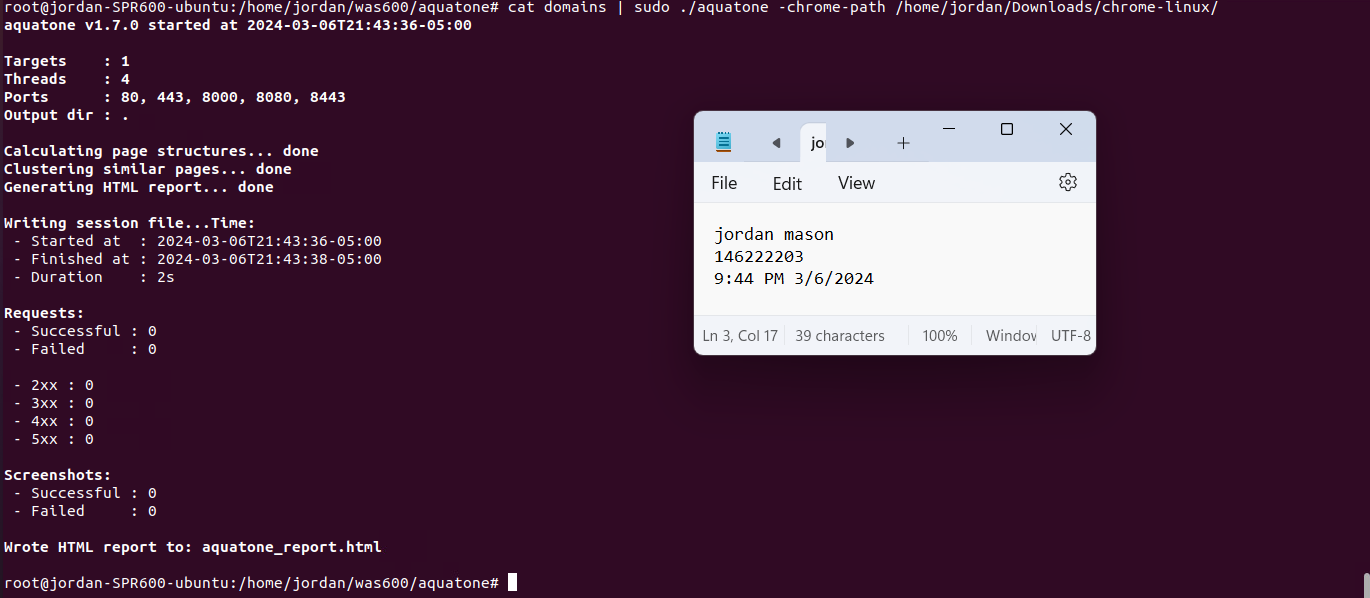 root@jordan-SPR600-ubuntu:/home/jordan/was600/aquatone# cat domains | sudo ./aquatone -chrome-path /home/jordan/Downloads/chrome-linux/
aquatone v1.7.0 started at 2024-03-06T21:43:36-05:00
Targets    : 1
Threads    : 4
Ports      : 80, 443, 8000, 8080, 8443
Output dir : .
Calculating page structures... done
Clustering similar pages... done
Generating HTML report... done
Writing session file...Time:
 - Started at  : 2024-03-06T21:43:36-05:00
 - Finished at : 2024-03-06T21:43:38-05:00
 - Duration    : 2s
Requests:
 - Successful : 0
 - Failed     : 0
 - 2xx : 0
 - 3xx : 0
 - 4xx : 0
 - 5xx : 0
Screenshots:
 - Successful : 0
 - Failed     : 0
Wrote HTML report to: aquatone_report.html
root@jordan-SPR600-ubuntu:/home/jordan/was600/aquatone#
jo
File Edit View
jordan mason
146222203
9:44 PM 3/6/2024
Ln 3, Col 17 39 characters 100% Window UTF-8